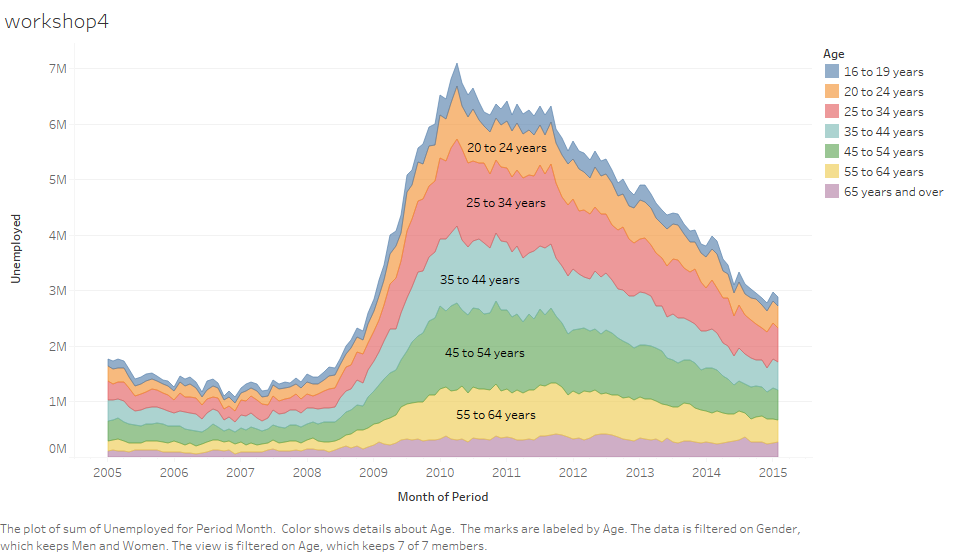 workshop4
Age
16 to 19 years
20 to 24 years
25 to 34 years
35 to 44 years
45 to 54 years
55 to 64 years
65 years and over
7M
6M
5M
4M
3M
2M
1M
0M
Unemployed
20 to 24 years
25 to 34 years
35 to 44 years
45 to 54 years
55 to 64 years
2005 2006 2007 2008 2009 2010 2011 2012 2013 2014 2015
Month of Period
The plot of sum of Unemployed for Period Month.  Color shows details about Age.  The marks are labeled by Age. The data is filtered on Gender,
which keeps Men and Women. The view is filtered on Age, which keeps 7 of 7 members.